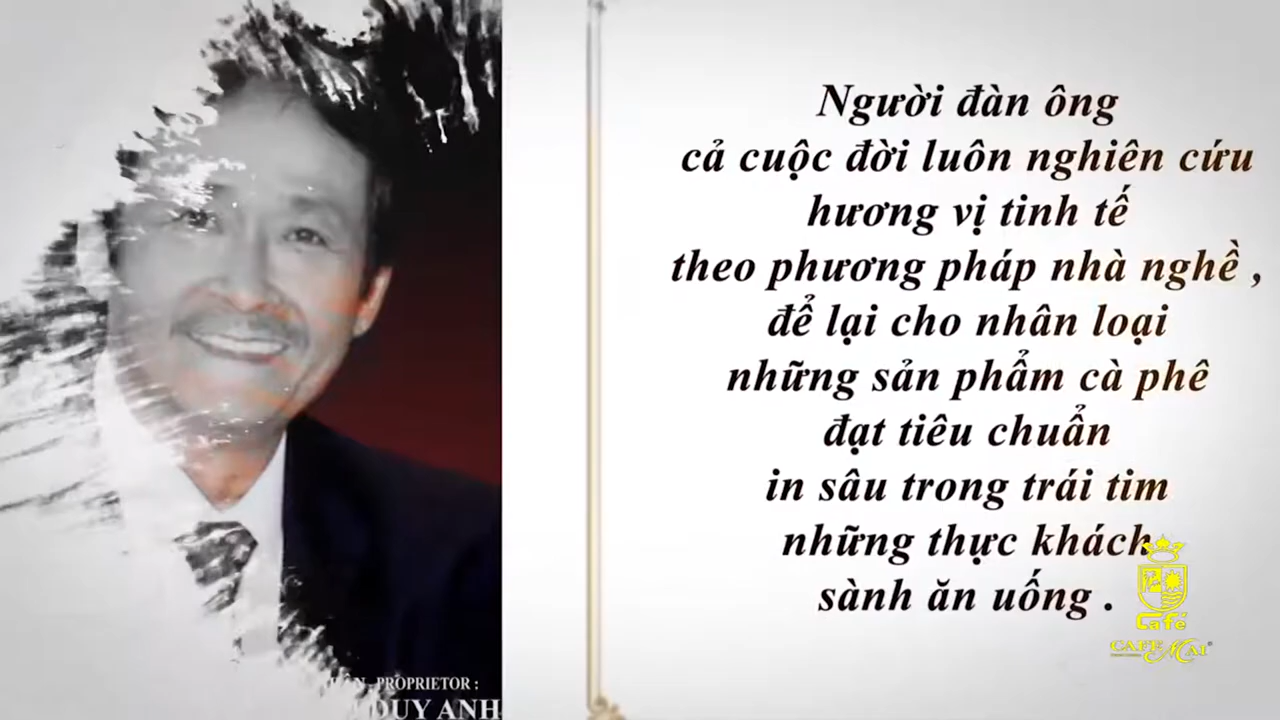 Người đàn ông
cả cuộc đời luôn nghiên cứu
hương vị tinh tế
theo phương pháp nhà nghề ,
để lại cho nhân loại
những sản phẩm cà phê
đạt tiêu chuẩn
in sâu trong trái tim
những thực khách
sành ăn uống .
Café
CAFE MAI
PROPRIETOR :
DUY ANH